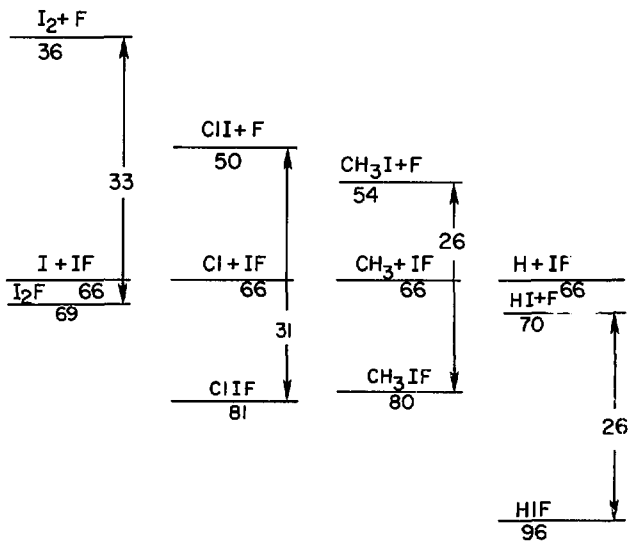 I₂+ F
36
33
I + IF
I₂F 66
69
ClI+ F
50
Cl + IF
66
31
ClIF
81
CH₃I+F
54
26
CH₃+ IF
66
CH₃IF
80
H + IF
66
HI+F
70
26
HIF
96